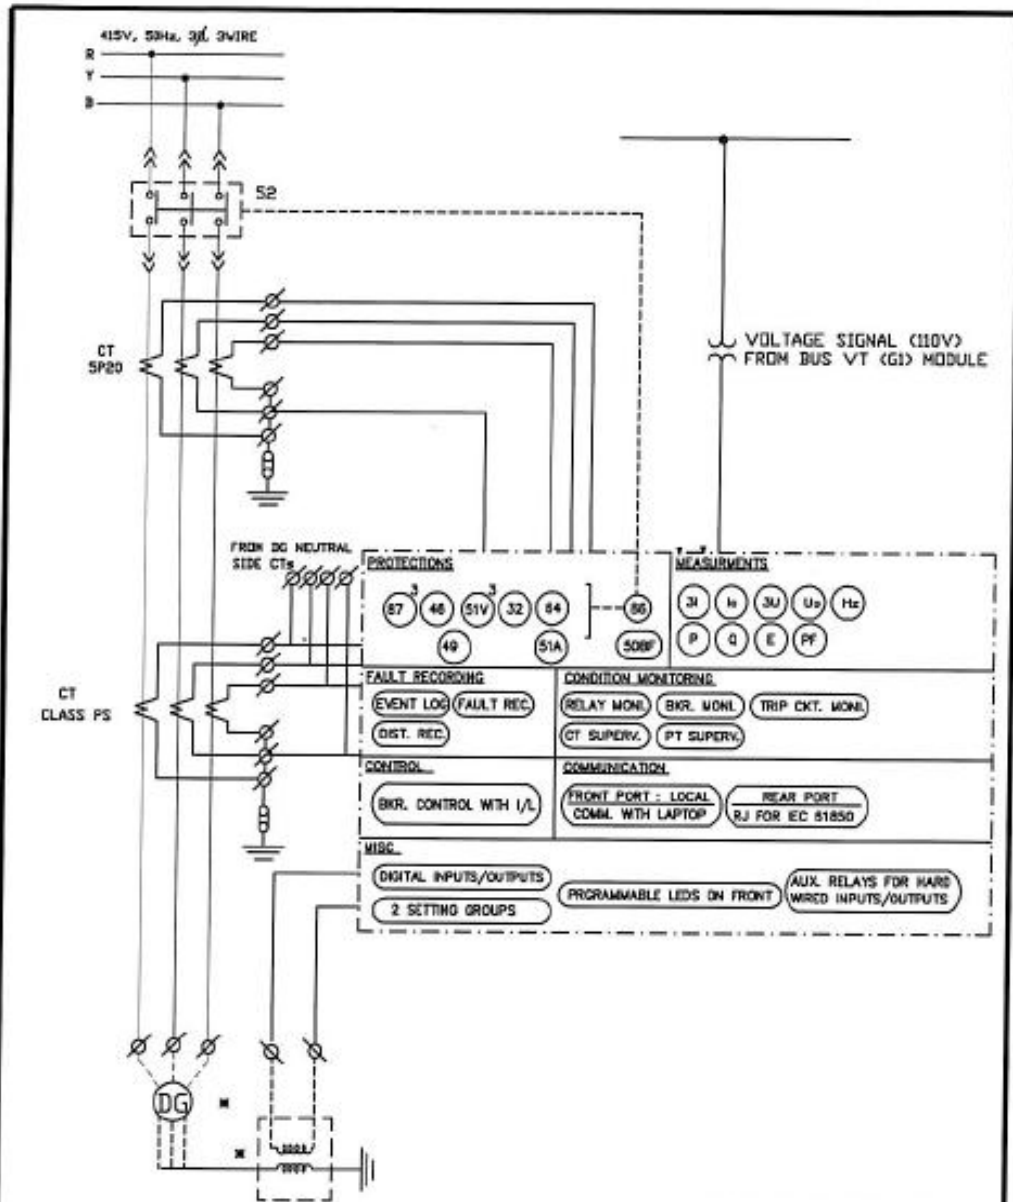 415V, 50Hz, 3Ø, 3WIRE
R
Y
B
52
CT
5P20
VOLTAGE SIGNAL (110V)
FROM BUS VT (G1) MODULE
FROM DG NEUTRAL
SIDE CTs
PROTECTIONS
3 3
87 46 51V 32 64 86
49 51A 50BF
MEASURMENTS
3I Io 3U Uo Hz
P Q E PF
CT
CLASS PS
FAULT RECORDING
EVENT LOG FAULT REC.
DIST. REC.
CONDITION MONITORING
RELAY MONI. BKR. MONI. TRIP CKT. MONI.
CT SUPERV. PT SUPERV.
CONTROL
BKR. CONTROL WITH I/L
COMMUNICATION
FRONT PORT : LOCAL
COMM. WITH LAPTOP
REAR PORT
RJ FOR IEC 61850
MISC
DIGITAL INPUTS/OUTPUTS
2 SETTING GROUPS
PRGRAMMABLE LEDS ON FRONT
AUX. RELAYS FOR HARD
WIRED INPUTS/OUTPUTS
DG *
*